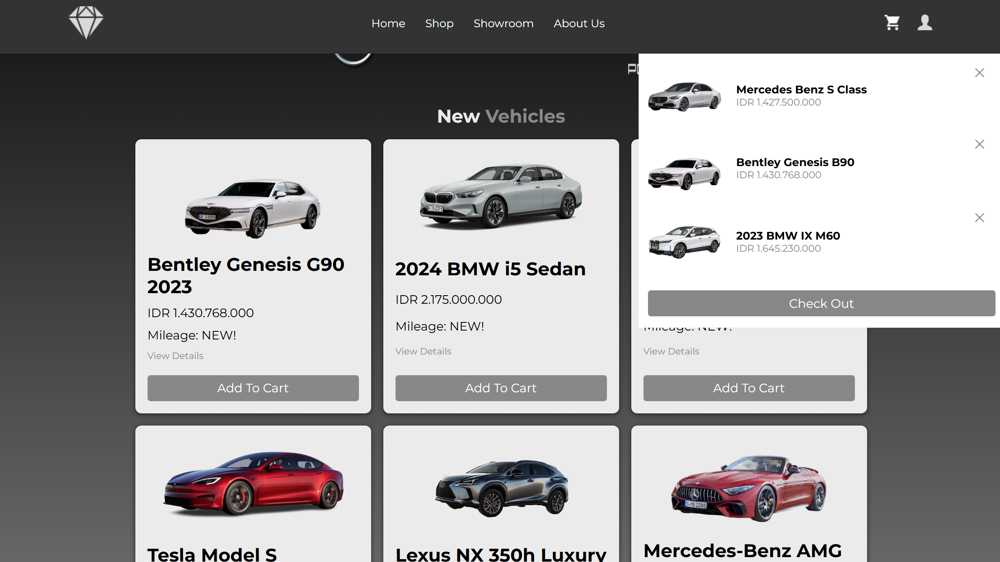 Home Shop Showroom About Us
New Vehicles
Mercedes Benz S Class
IDR 1.427.500.000
Bentley Genesis B90
IDR 1.430.768.000
2023 BMW IX M60
IDR 1.645.230.000
Check Out
Bentley Genesis G90
2023
IDR 1.430.768.000
Mileage: NEW!
View Details
Add To Cart
2024 BMW i5 Sedan
IDR 2.175.000.000
Mileage: NEW!
View Details
Add To Cart
Mileage: NEW!
View Details
Add To Cart
Tesla Model S
Lexus NX 350h Luxury
Mercedes-Benz AMG
S MB 2288